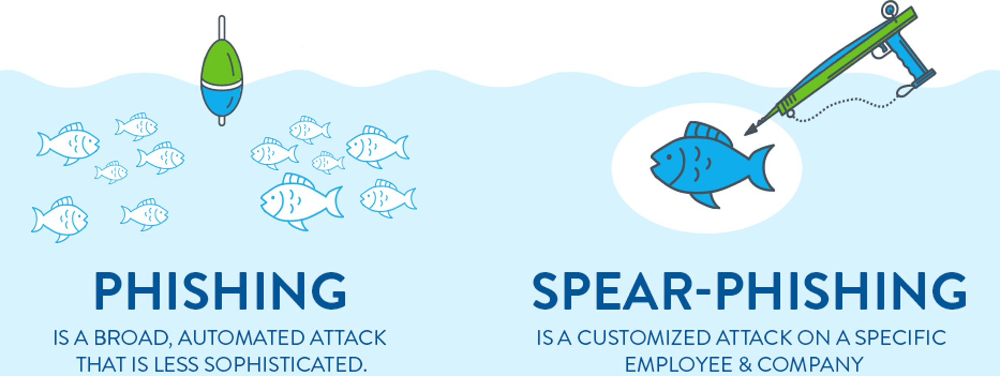 PHISHING
IS A BROAD, AUTOMATED ATTACK
THAT IS LESS SOPHISTICATED.
SPEAR-PHISHING
IS A CUSTOMIZED ATTACK ON A SPECIFIC
EMPLOYEE & COMPANY